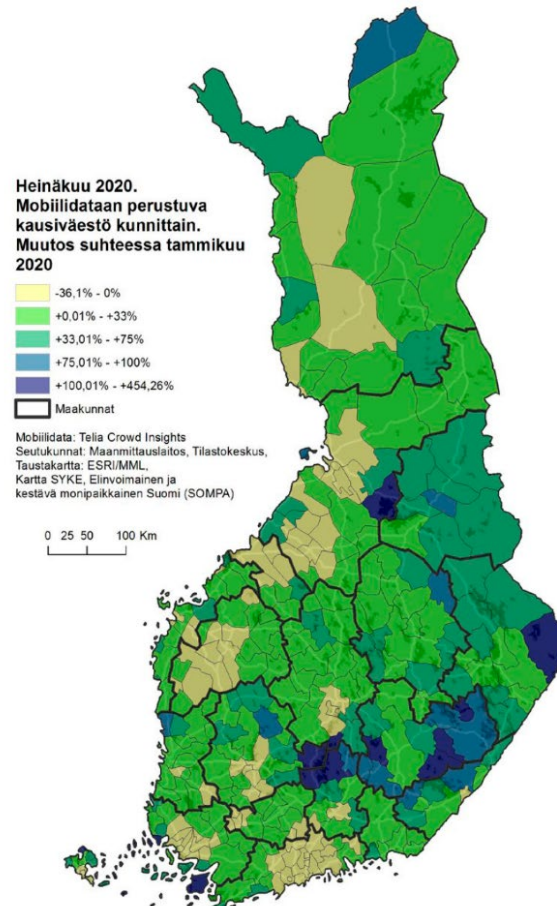 Heinäkuu 2020.
Mobiilidataan perustuva
kausiväestö kunnittain.
Muutos suhteessa tammikuu
2020
-36,1% - 0%
+0,01% - +33%
+33,01% - +75%
+75,01% - +100%
+100,01% - +454,26%
Maakunnat
Mobiilidata: Telia Crowd Insights
Seutukunnat: Maanmittauslaitos, Tilastokeskus,
Taustakartta: ESRI/MML,
Kartta SYKE, Elinvoimainen ja
kestävä monipaikkainen Suomi (SOMPA)
0 25 50 100 Km